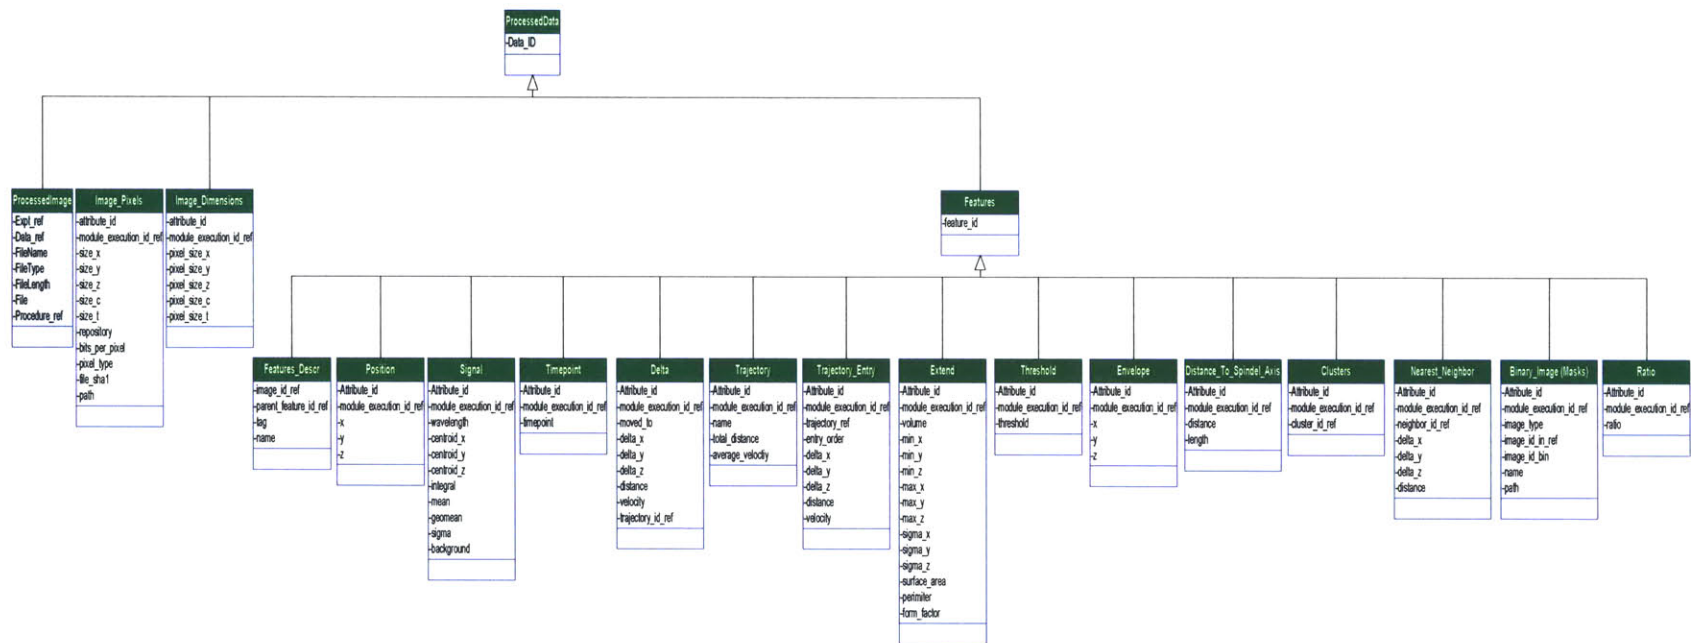 ProcessedData
-Data_ID
ProcessedImage
-Expt_ref
-Data_ref
-FileName
-FileType
-FileLength
-File
-Procedure_ref
Image_Pixels
-attribute_id
-module_execution_id_ref
-size_x
-size_y
-size_z
-size_c
-size_t
-repository
-bits_per_pixel
-pixel_type
-file_sha1
-path
Image_Dimensions
-attribute_id
-module_execution_id_ref
-pixel_size_x
-pixel_size_y
-pixel_size_z
-pixel_size_c
-pixel_size_t
Features
-feature_id
Features_Descr
-image_id_ref
-parent_feature_id_ref
-tag
-name
Position
-Attribute_id
-module_execution_id_ref
-x
-y
-z
Signal
-Attribute_id
-module_execution_id_ref
-wavelength
-centroid_x
-centroid_y
-centroid_z
-integral
-mean
-geomean
-sigma
-background
Timepoint
-Attribute_id
-module_execution_id_ref
-timepoint
Delta
-Attribute_id
-module_execution_id_ref
-moved_to
-delta_x
-delta_y
-delta_z
-distance
-velocity
-trajectory_id_ref
Trajectory
-Attribute_id
-module_execution_id_ref
-name
-total_distance
-average_veloctiy
Trajectory_Entry
-Attribute_id
-module_execution_id_ref
-trajectory_ref
-entry_order
-delta_x
-delta_y
-delta_z
-distance
-velocity
Extend
-Attribute_id
-module_execution_id_ref
-volume
-min_x
-min_y
-min_z
-max_x
-max_y
-max_z
-sigma_x
-sigma_y
-sigma_z
-surface_area
-perimiter
-form_factor
Threshold
-Attribute_id
-module_execution_id_ref
-threshold
Envelope
-Attribute_id
-module_execution_id_ref
-x
-y
-z
Distance_To_Spindel_Axis
-Attribute_id
-module_execution_id_ref
-distance
-length
Clusters
-Attribute_id
-module_execution_id_ref
-cluster_id_ref
Nearest_Neighbor
-Attribute_id
-module_execution_id_ref
-neighbor_id_ref
-delta_x
-delta_y
-delta_z
-distance
Binary_Image (Masks)
-Attribute_id
-module_execution_id_ref
-image_type
-image_id_in_ref
-image_id_bin
-name
-path
Ratio
-Attribute_id
-module_execution_id_ref
-ratio